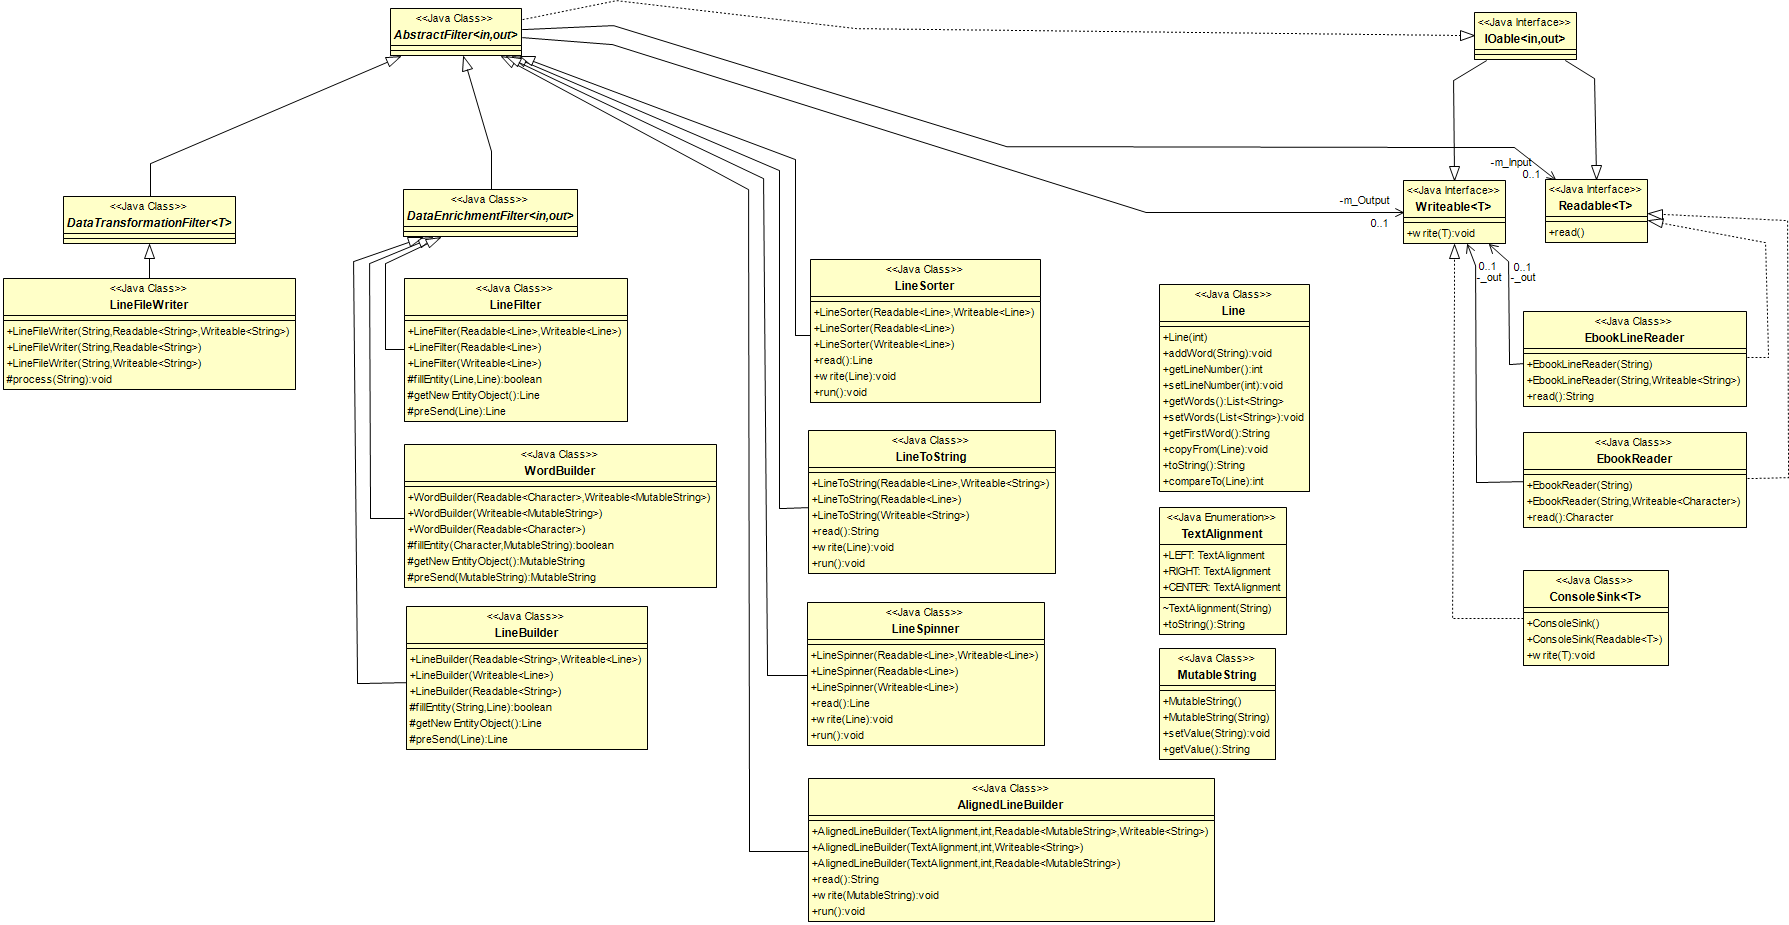 <<Java Class>>
AbstractFilter<in,out>
<<Java Interface>>
IOable<in,out>
-m_Input
0..1
-m_Output
0..1
<<Java Interface>>
Writeable<T>
+write(T):void
<<Java Interface>>
Readable<T>
+read()
0..1
-_out
0..1
-_out
<<Java Class>>
DataTransformationFilter<T>
<<Java Class>>
DataEnrichmentFilter<in,out>
<<Java Class>>
LineFileWriter
+LineFileWriter(String,Readable<String>,Writeable<String>)
+LineFileWriter(String,Readable<String>)
+LineFileWriter(String,Writeable<String>)
#process(String):void
<<Java Class>>
LineFilter
+LineFilter(Readable<Line>,Writeable<Line>)
+LineFilter(Readable<Line>)
+LineFilter(Writeable<Line>)
#fillEntity(Line,Line):boolean
#getNewEntityObject():Line
#preSend(Line):Line
<<Java Class>>
WordBuilder
+WordBuilder(Readable<Character>,Writeable<MutableString>)
+WordBuilder(Writeable<MutableString>)
+WordBuilder(Readable<Character>)
#fillEntity(Character,MutableString):boolean
#getNewEntityObject():MutableString
#preSend(MutableString):MutableString
<<Java Class>>
LineBuilder
+LineBuilder(Readable<String>,Writeable<Line>)
+LineBuilder(Writeable<Line>)
+LineBuilder(Readable<String>)
#fillEntity(String,Line):boolean
#getNewEntityObject():Line
#preSend(Line):Line
<<Java Class>>
LineSorter
+LineSorter(Readable<Line>,Writeable<Line>)
+LineSorter(Readable<Line>)
+LineSorter(Writeable<Line>)
+read():Line
+write(Line):void
+run():void
<<Java Class>>
LineToString
+LineToString(Readable<Line>,Writeable<String>)
+LineToString(Readable<Line>)
+LineToString(Writeable<String>)
+read():String
+write(Line):void
+run():void
<<Java Class>>
LineSpinner
+LineSpinner(Readable<Line>,Writeable<Line>)
+LineSpinner(Readable<Line>)
+LineSpinner(Writeable<Line>)
+read():Line
+write(Line):void
+run():void
<<Java Class>>
AlignedLineBuilder
+AlignedLineBuilder(TextAlignment,int,Readable<MutableString>,Writeable<String>)
+AlignedLineBuilder(TextAlignment,int,Writeable<String>)
+AlignedLineBuilder(TextAlignment,int,Readable<MutableString>)
+read():String
+write(MutableString):void
+run():void
<<Java Class>>
Line
+Line(int)
+addWord(String):void
+getLineNumber():int
+setLineNumber(int):void
+getWords():List<String>
+setWords(List<String>):void
+getFirstWord():String
+copyFrom(Line):void
+toString():String
+compareTo(Line):int
<<Java Enumeration>>
TextAlignment
+LEFT: TextAlignment
+RIGHT: TextAlignment
+CENTER: TextAlignment
~TextAlignment(String)
+toString():String
<<Java Class>>
MutableString
+MutableString()
+MutableString(String)
+setValue(String):void
+getValue():String
<<Java Class>>
EbookLineReader
+EbookLineReader(String)
+EbookLineReader(String,Writeable<String>)
+read():String
<<Java Class>>
EbookReader
+EbookReader(String)
+EbookReader(String,Writeable<Character>)
+read():Character
<<Java Class>>
ConsoleSink<T>
+ConsoleSink()
+ConsoleSink(Readable<T>)
+write(T):void